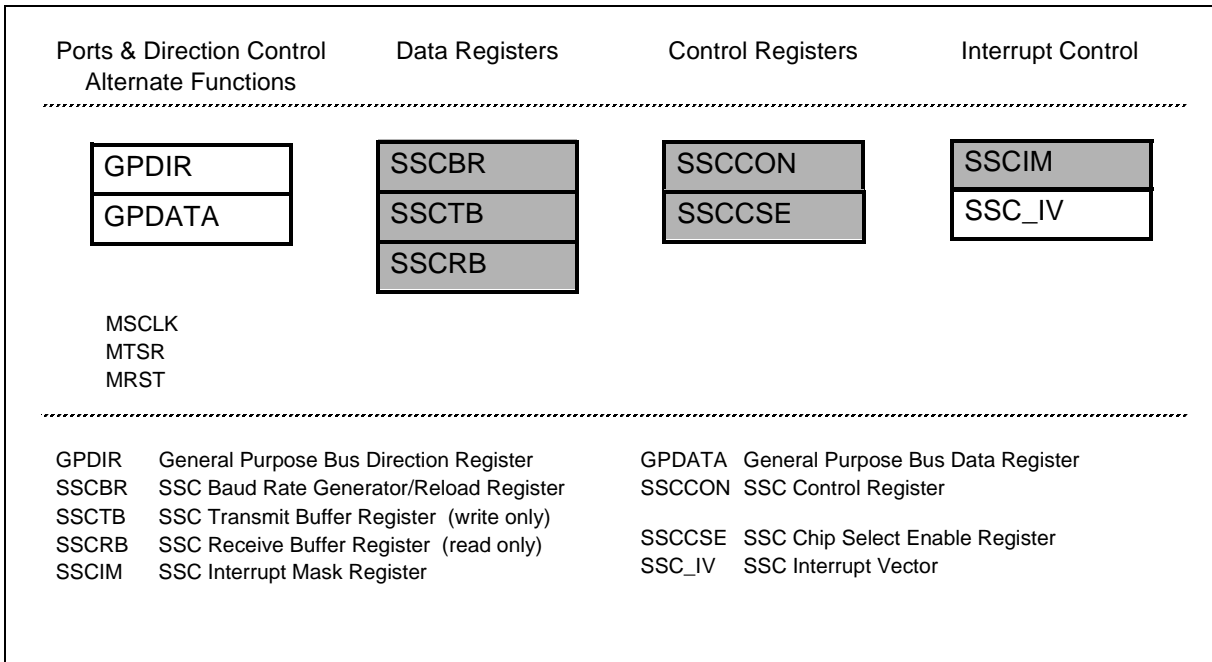 Ports & Direction Control
Alternate Functions
Data Registers
Control Registers
Interrupt Control
GPDIR
GPDATA
SSCBR
SSCTB
SSCRB
SSCCON
SSCCSE
SSCIM
SSC_IV
MSCLK
MTSR
MRST
GPDIR General Purpose Bus Direction Register
SSCBR SSC Baud Rate Generator/Reload Register
SSCTB SSC Transmit Buffer Register (write only)
SSCRB SSC Receive Buffer Register (read only)
SSCIM SSC Interrupt Mask Register
GPDATA General Purpose Bus Data Register
SSCCON SSC Control Register
SSCCSE SSC Chip Select Enable Register
SSC_IV SSC Interrupt Vector